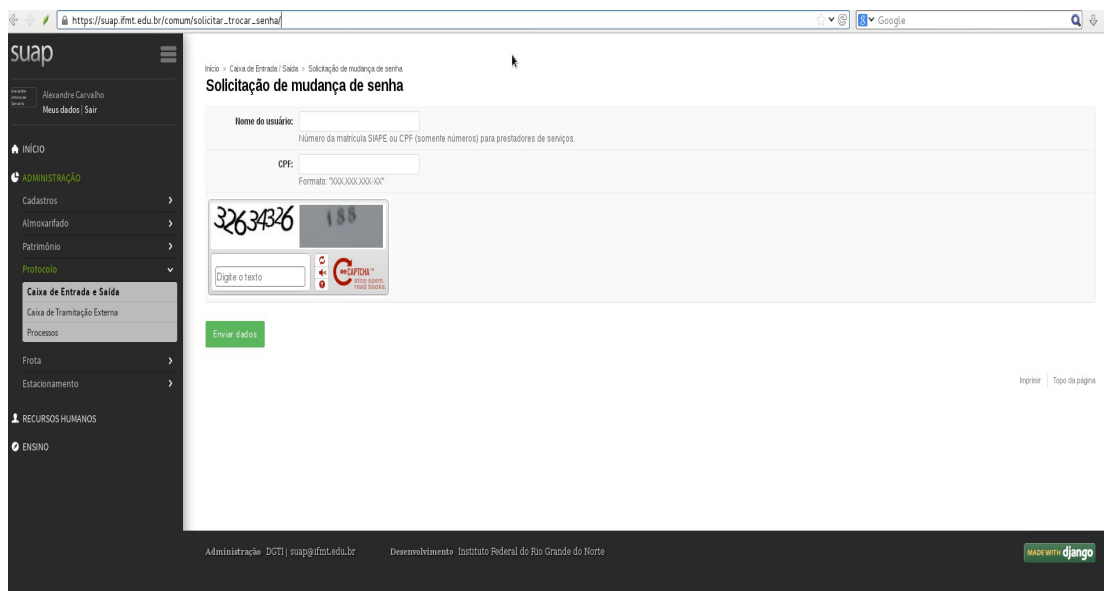 https://suap.ifmt.edu.br/comum/solicitar_trocar_senha/
Google
suap
Alexandre Carvalho
Meus dados | Sair
INÍCIO
ADMINISTRAÇÃO
Cadastros
Almoxarifado
Patrimônio
Protocolo
Caixa de Entrada e Saída
Caixa de Tramitação Externa
Processos
Frota
Estacionamento
RECURSOS HUMANOS
ENSINO
Início » Caixa de Entrada / Saída » Solicitação de mudança de senha
Solicitação de mudança de senha
Nome do usuário:
Número da matrícula SIAPE ou CPF (somente números) para prestadores de serviços.
CPF:
Formato: "XXX.XXX.XXX-XX"
32634326 188
Digite o texto
reCAPTCHA™
stop spam.
read books.
Enviar dados
Imprimir | Topo da página
Administração DGTI | suap@ifmt.edu.br Desenvolvimento Instituto Federal do Rio Grande do Norte
MADE WITH django